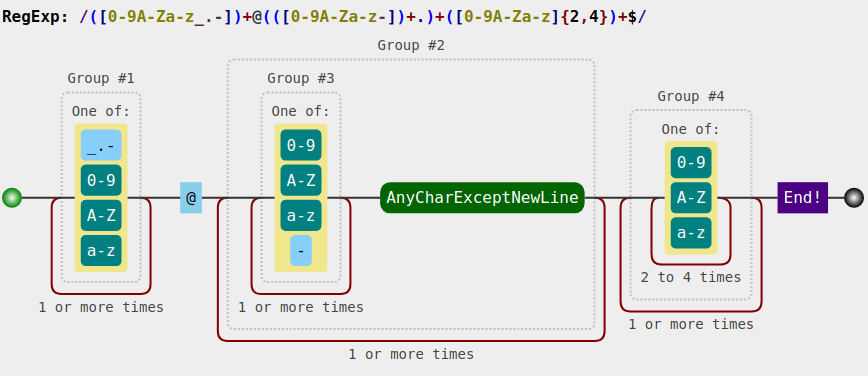 RegExp: /([0-9A-Za-z_.-])+@(([0-9A-Za-z-])+.)+([0-9A-Za-z]{2,4})+$/
Group #2
Group #1
Group #3
Group #4
One of:
One of:
One of:
_.-
0-9
A-Z
a-z
@
0-9
A-Z
a-z
-
AnyCharExceptNewLine
0-9
A-Z
a-z
End!
2 to 4 times
1 or more times
1 or more times
1 or more times
1 or more times